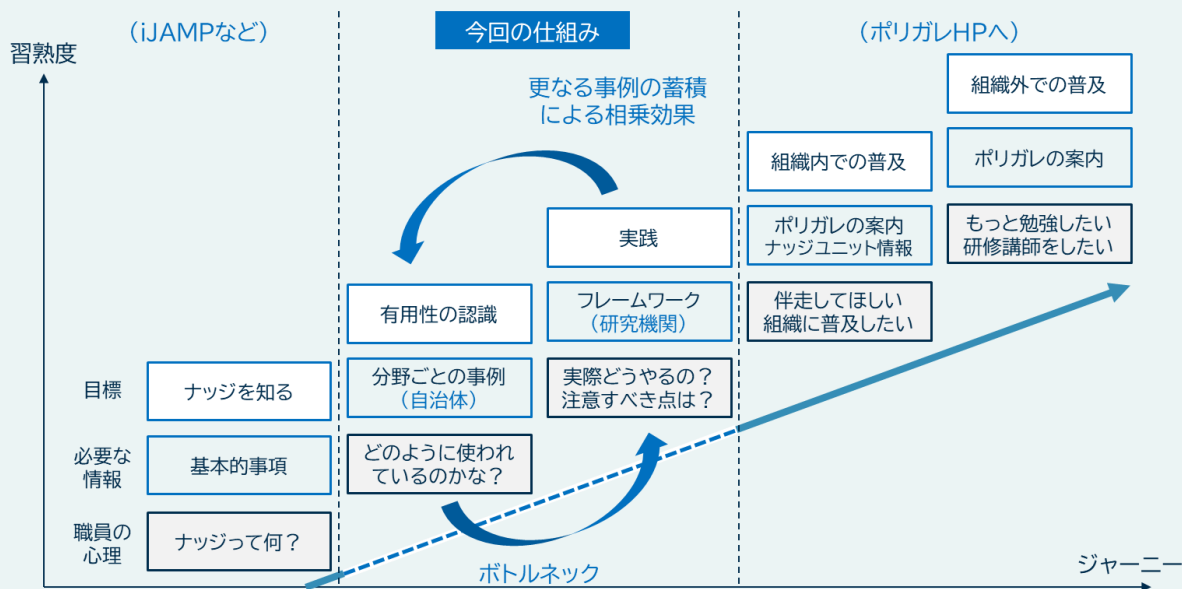 (iJAMPなど)
今回の仕組み
(ポリガレHPへ)
習熟度
更なる事例の蓄積
による相乗効果
組織外での普及
ポリガレの案内
もっと勉強したい
研修講師をしたい
組織内での普及
ポリガレの案内
ナッジユニット情報
伴走してほしい
組織に普及したい
実践
フレームワーク
(研究機関)
実際どうやるの?
注意すべき点は?
有用性の認識
分野ごとの事例
(自治体)
どのように使われ
ているのかな?
目標
ナッジを知る
必要な
情報
基本的事項
職員の
心理
ナッジって何?
ボトルネック
ジャーニー